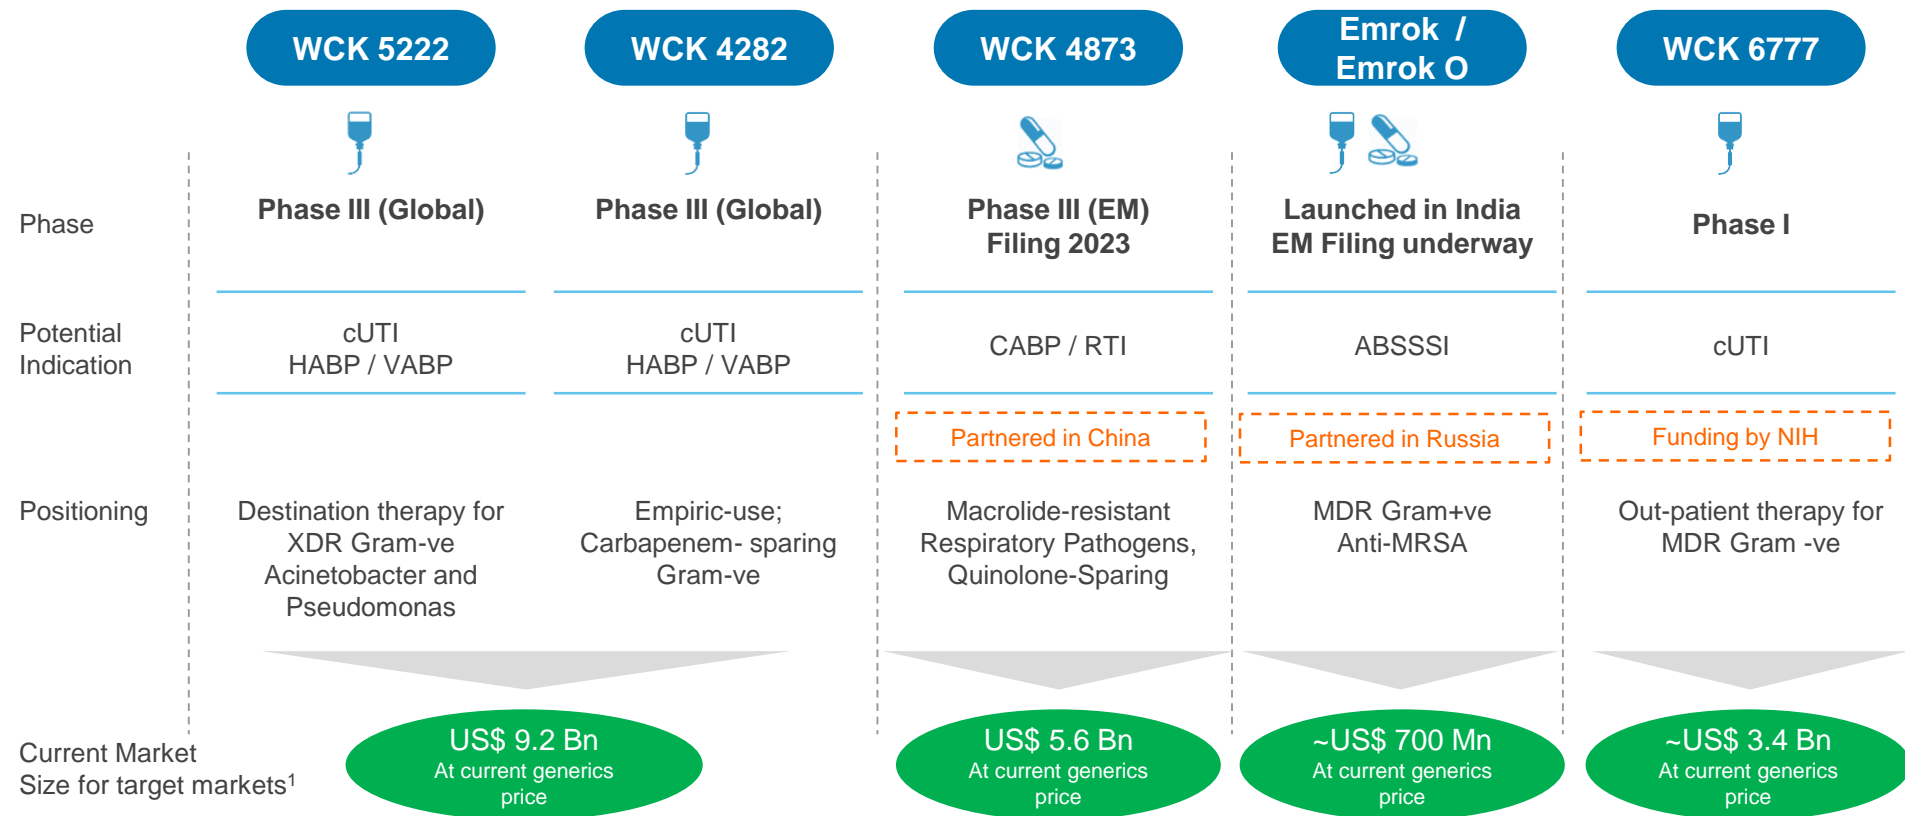 WCK 5222
WCK 4282
WCK 4873
Emrok /
Emrok O
WCK 6777
Phase
Phase III (Global)
Phase III (Global)
Phase III (EM)
Filing 2023
Launched in India
EM Filing underway
Phase I
Potential
Indication
cUTI
HABP / VABP
cUTI
HABP / VABP
CABP / RTI
ABSSSI
cUTI
Partnered in China
Partnered in Russia
Funding by NIH
Positioning
Destination therapy for
XDR Gram-ve
Acinetobacter and
Pseudomonas
Empiric-use;
Carbapenem- sparing
Gram-ve
Macrolide-resistant
Respiratory Pathogens,
Quinolone-Sparing
MDR Gram+ve
Anti-MRSA
Out-patient therapy for
MDR Gram -ve
Current Market
Size for target markets¹
US$ 9.2 Bn
At current generics
price
US$ 5.6 Bn
At current generics
price
~US$ 700 Mn
At current generics
price
~US$ 3.4 Bn
At current generics
price